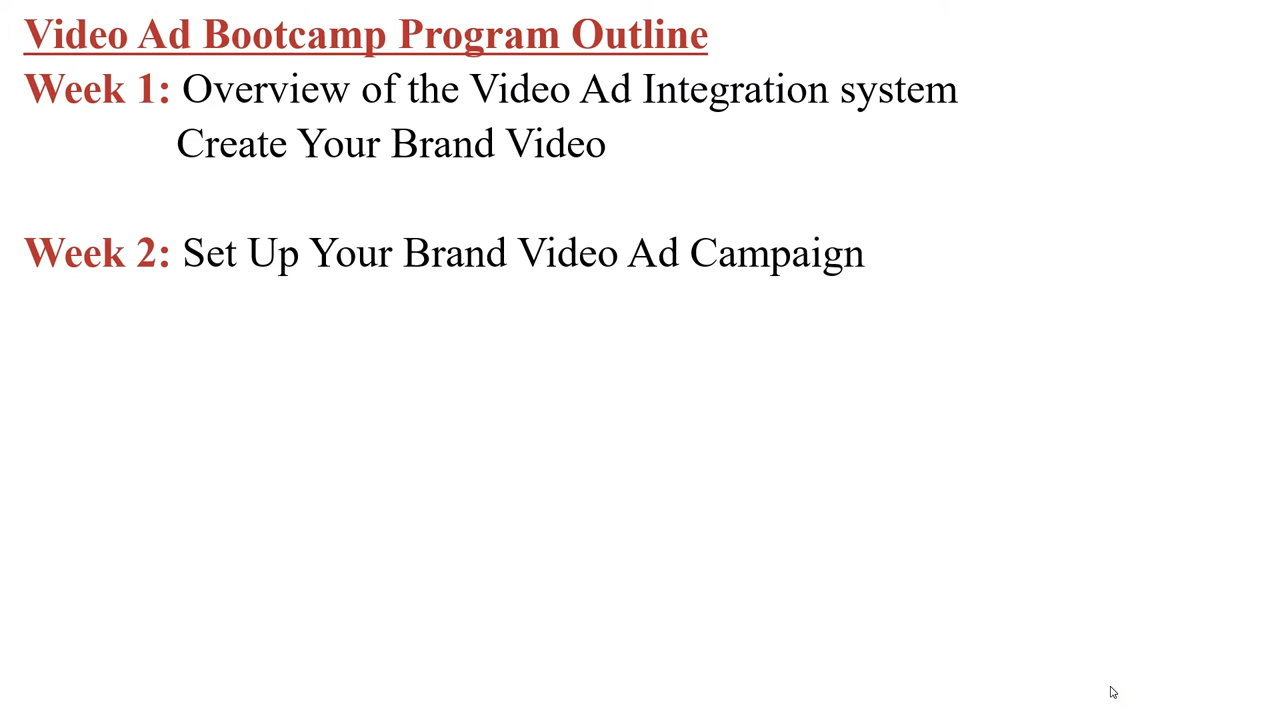 Video Ad Bootcamp Program Outline
Week 1: Overview of the Video Ad Integration system
Create Your Brand Video
Week 2: Set Up Your Brand Video Ad Campaign